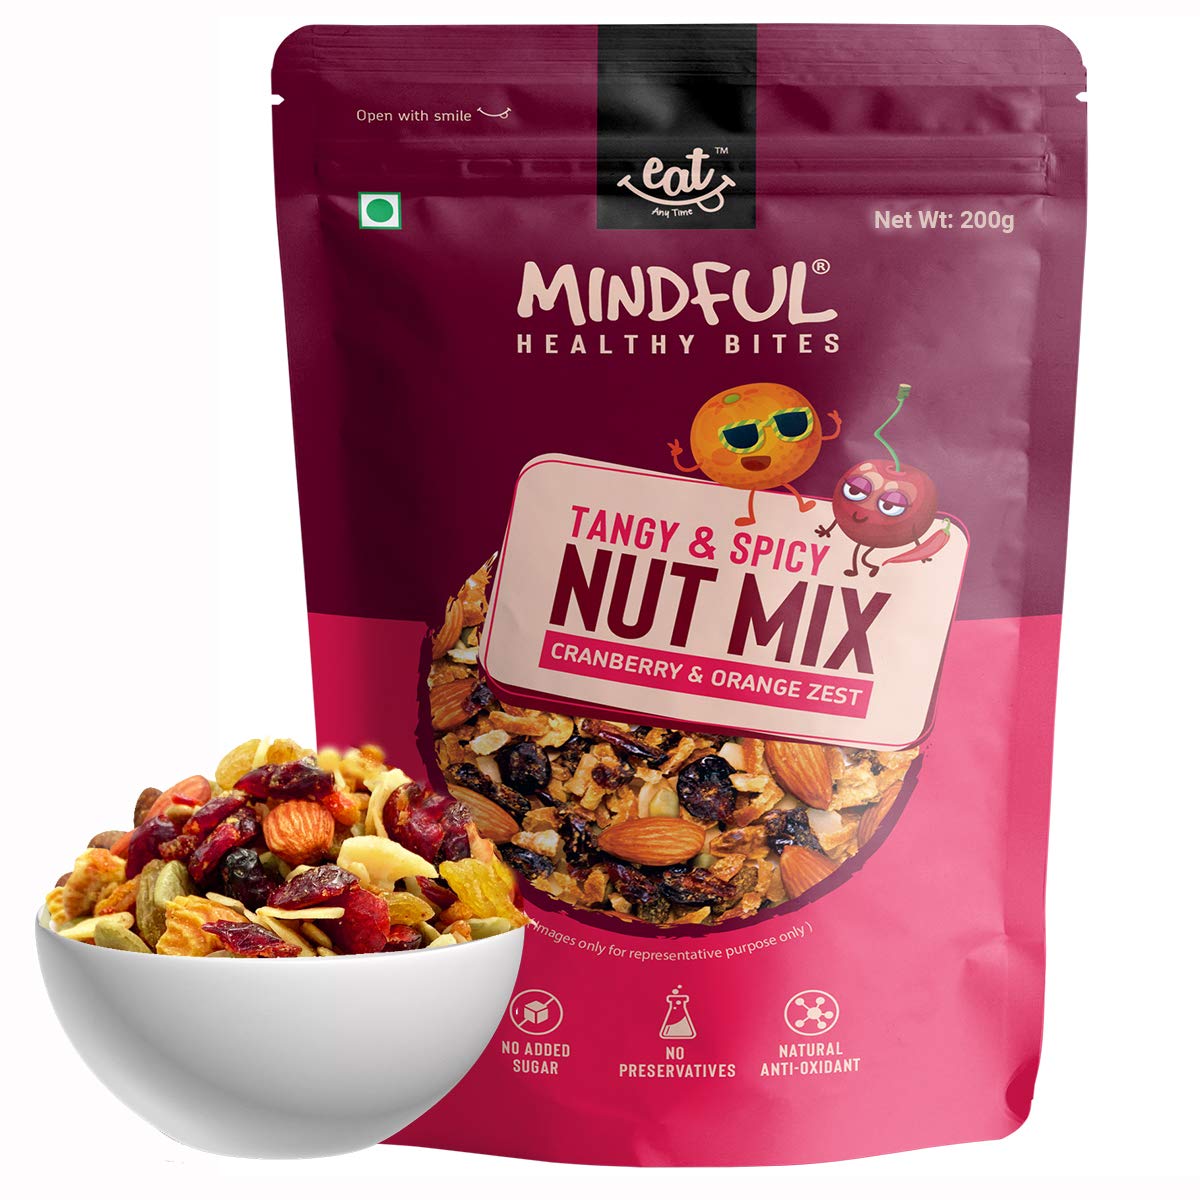 Open with smile
eat™
Any Time
Net Wt: 200g
MINDFUL®
HEALTHY BITES
TANGY & SPICY
NUT MIX
CRANBERRY & ORANGE ZEST
(Images only for representative purpose only)
NO ADDED
SUGAR
NO
PRESERVATIVES
NATURAL
ANTI-OXIDANT